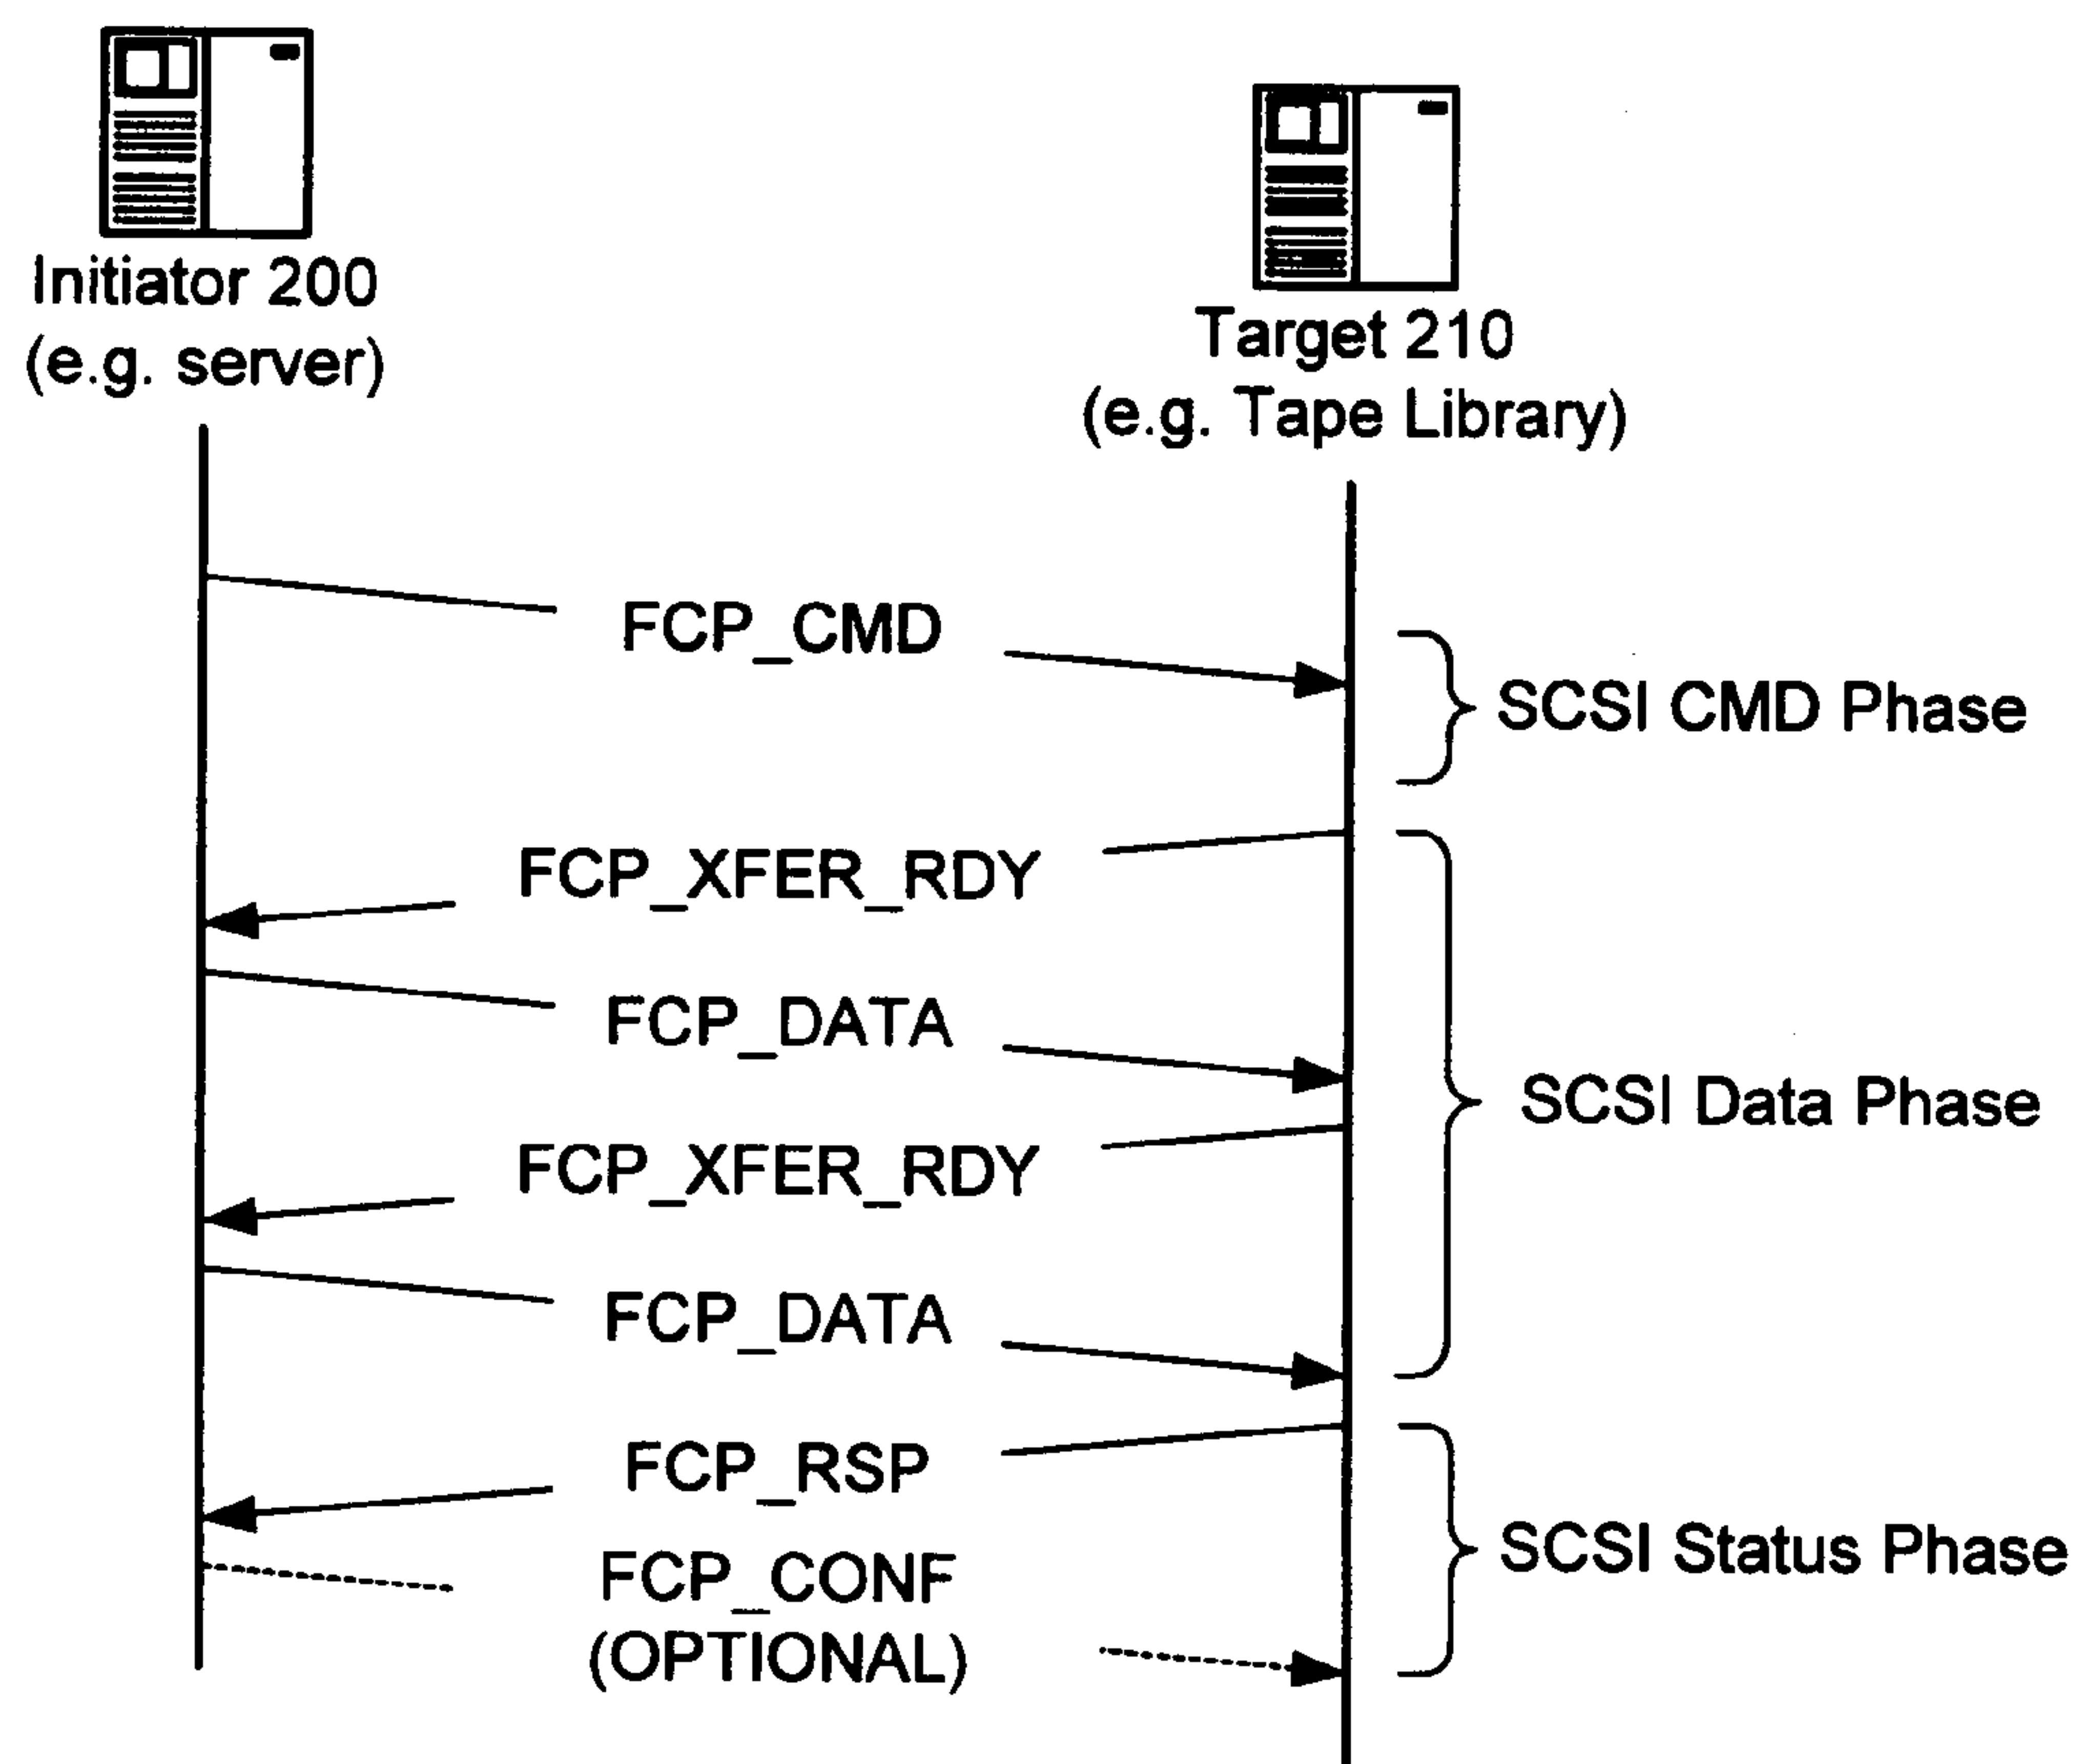 Initiator 200
(e.g. server)
Target 210
(e.g. Tape Library)
FCP_CMD
SCSI CMD Phase
FCP_XFER_RDY
FCP_DATA
SCSI Data Phase
FCP_XFER_RDY
FCP_DATA
FCP_RSP
SCSI Status Phase
FCP_CONF
(OPTIONAL)